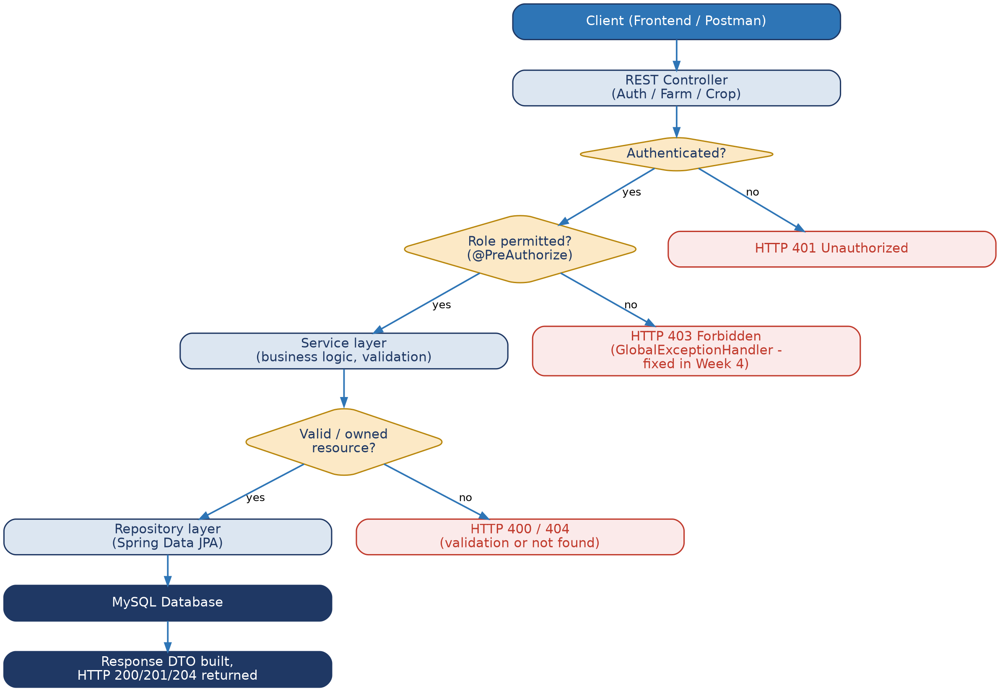 Client (Frontend / Postman)
REST Controller
(Auth / Farm / Crop)
Authenticated?
yes
no
Role permitted?
(@PreAuthorize)
HTTP 401 Unauthorized
yes
no
Service layer
(business logic, validation)
HTTP 403 Forbidden
(GlobalExceptionHandler -
fixed in Week 4)
Valid / owned
resource?
yes
no
Repository layer
(Spring Data JPA)
HTTP 400 / 404
(validation or not found)
MySQL Database
Response DTO built,
HTTP 200/201/204 returned